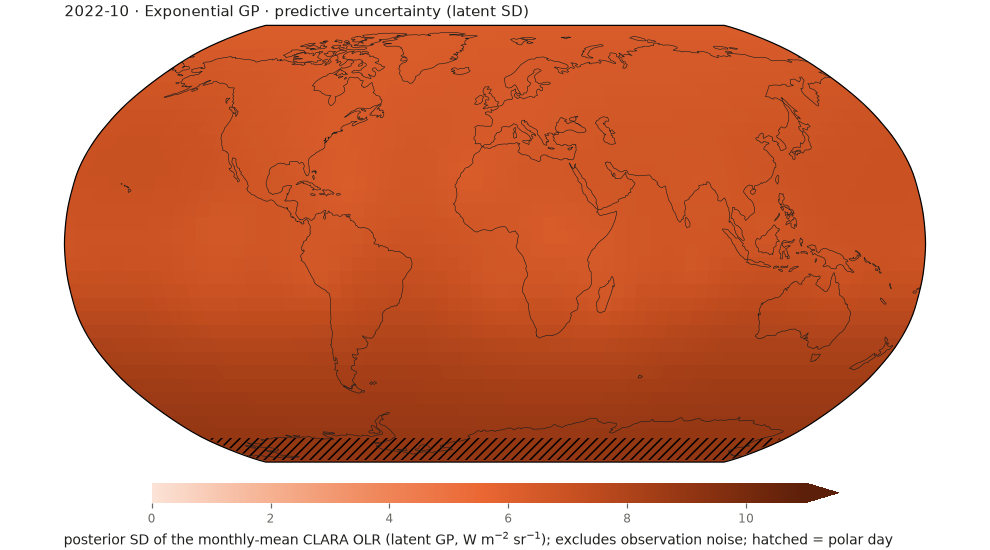 2022-10 · Exponential GP · predictive uncertainty (latent SD)
0 2 4 6 8 10
posterior SD of the monthly-mean CLARA OLR (latent GP, W m⁻² sr⁻¹); excludes observation noise; hatched = polar day